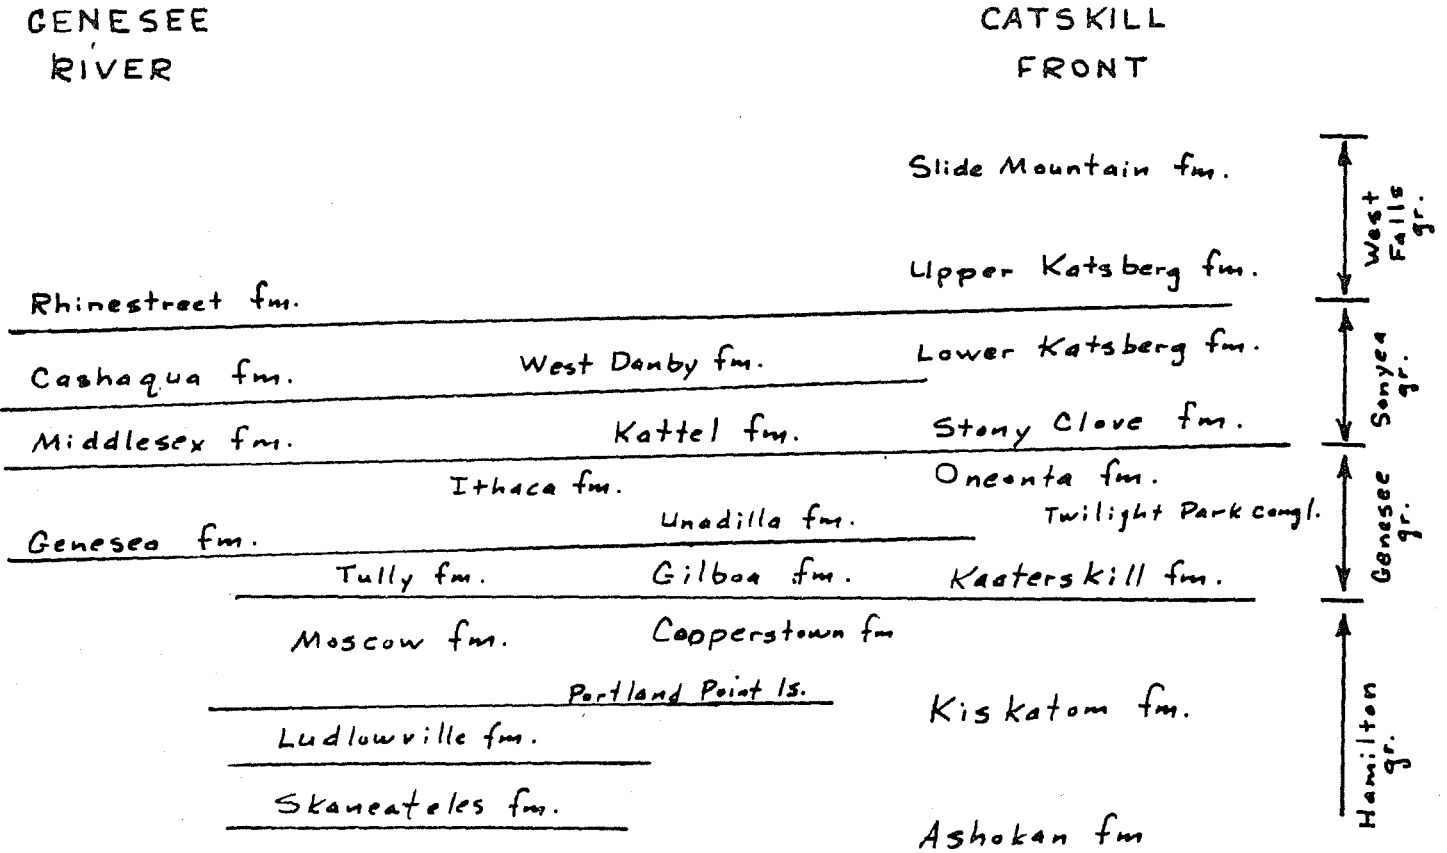 GENESEE
RIVER
CATSKILL
FRONT
Slide Mountain fm.
Upper Katsberg fm.
Rhinestreet fm.
West
Falls
gr.
Cashaqua fm.
West Danby fm.
Lower Katsberg fm.
Middlesex fm.
Kattel fm.
Stony Clove fm.
Sonyea
gr.
Ithaca fm.
Oneonta fm.
Unadilla fm.
Twilight Park congl.
Geneseo fm.
Tully fm.
Gilboa fm.
Kaaterskill fm.
Genesee
gr.
Moscow fm.
Cooperstown fm
Portland Point ls.
Kiskatom fm.
Ludlowville fm.
Skaneateles fm.
Ashokan fm
Hamilton
gr.